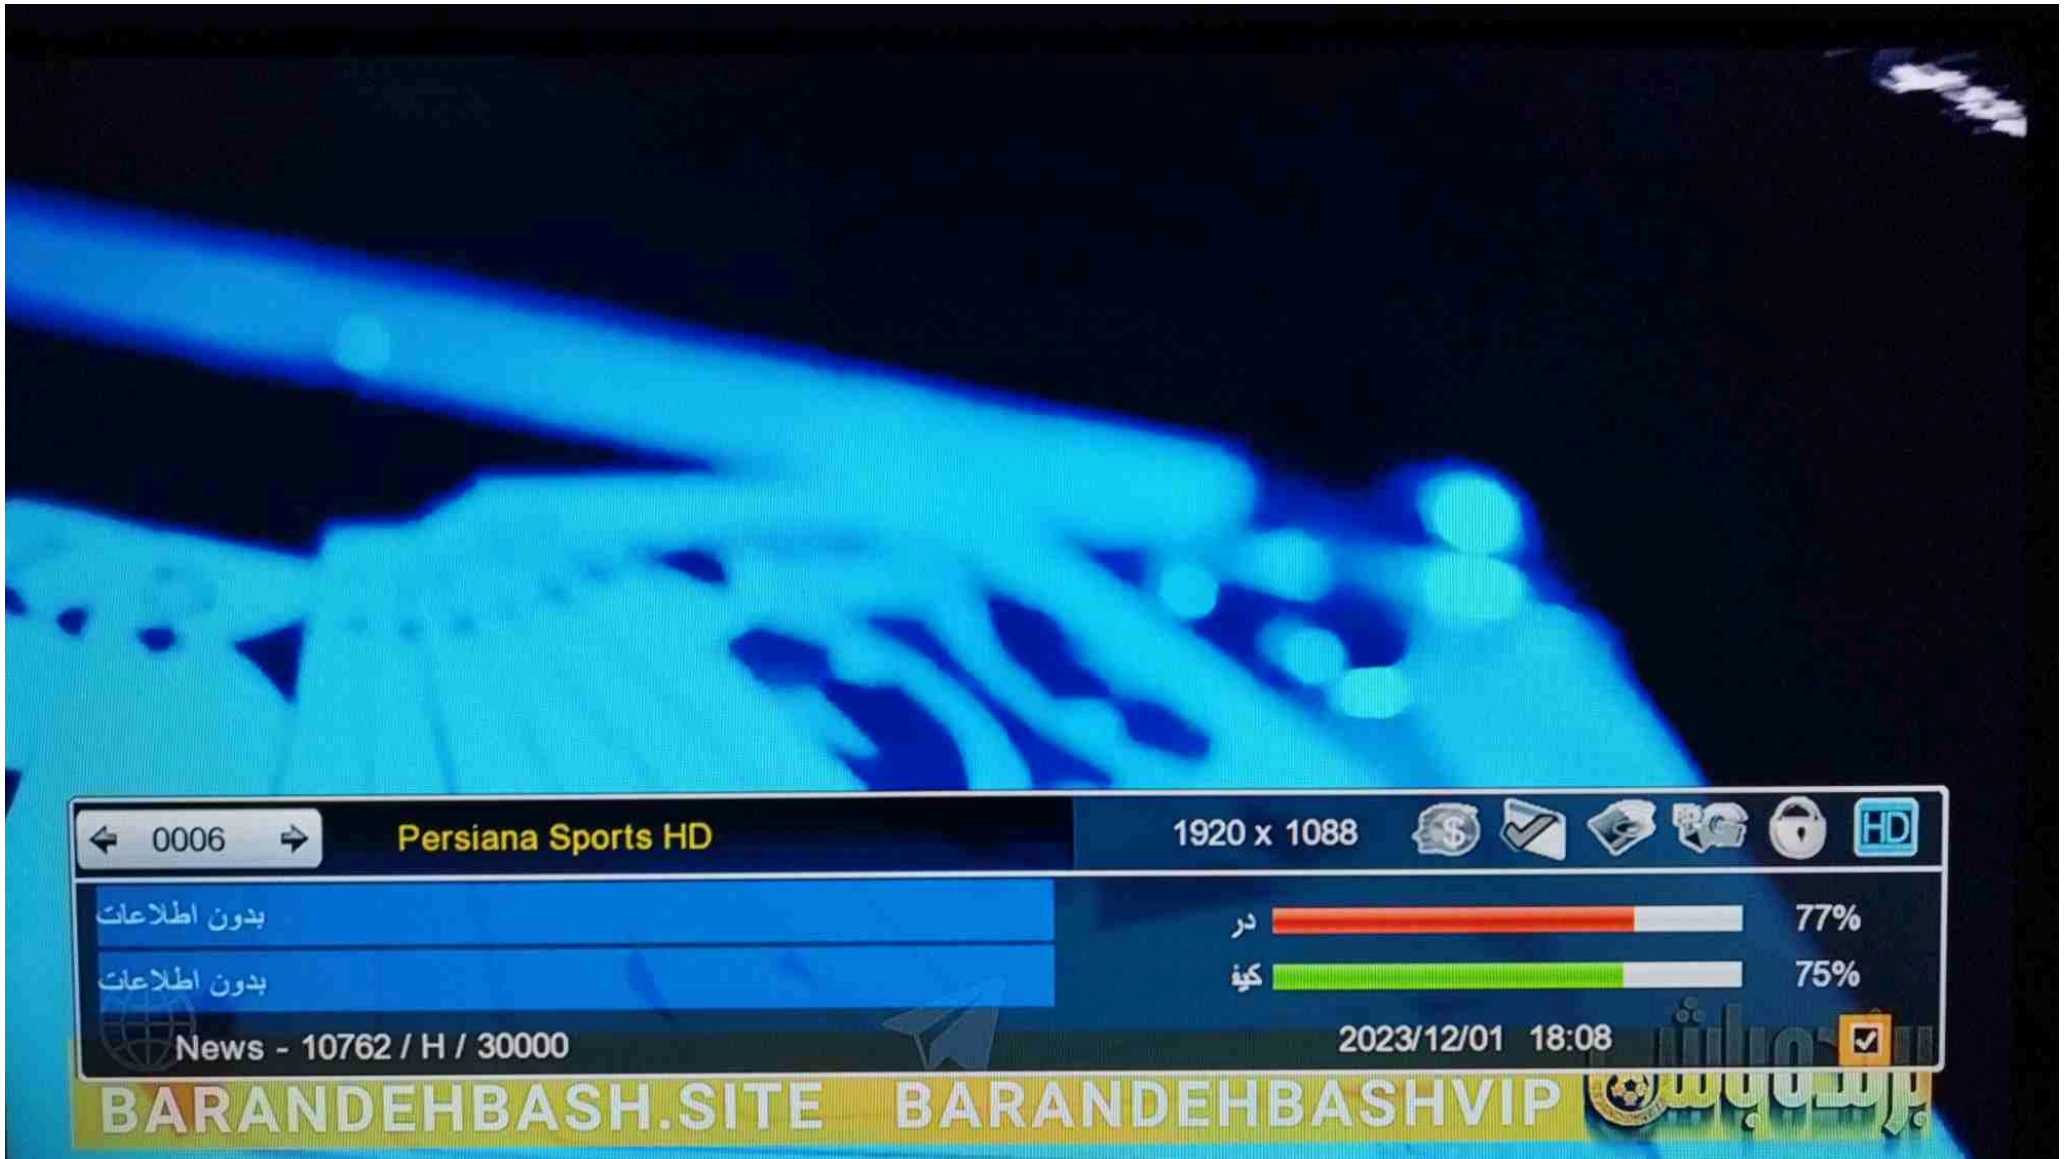 0006
Persiana Sports HD
1920 x 1088
HD
بدون اطلاعات
در
77%
بدون اطلاعات
کیف
75%
News - 10762 / H / 30000
2023/12/01 18:08
BARANDEHBASH.SITE
BARANDEHBASHVIP
برنده باش